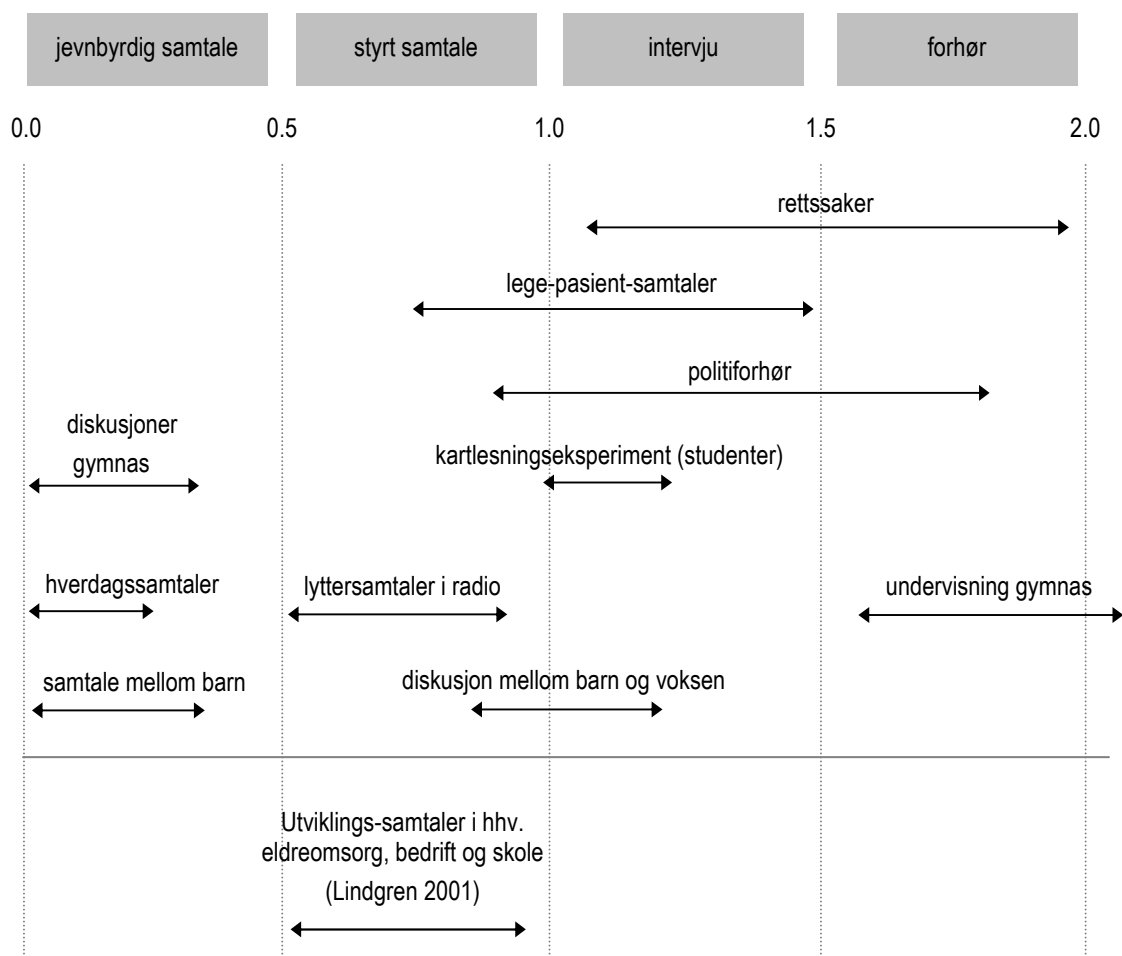 jevnbyrdig samtale
styrt samtale
intervju
forhør
0.0
0.5
1.0
1.5
2.0
rettssaker
lege-pasient-samtaler
politiforhør
diskusjoner
gymnas
kartlesningseksperiment (studenter)
hverdagssamtaler
lyttersamtaler i radio
undervisning gymnas
samtale mellom barn
diskusjon mellom barn og voksen
Utviklings-samtaler i hhv.
eldreomsorg, bedrift og skole
(Lindgren 2001)